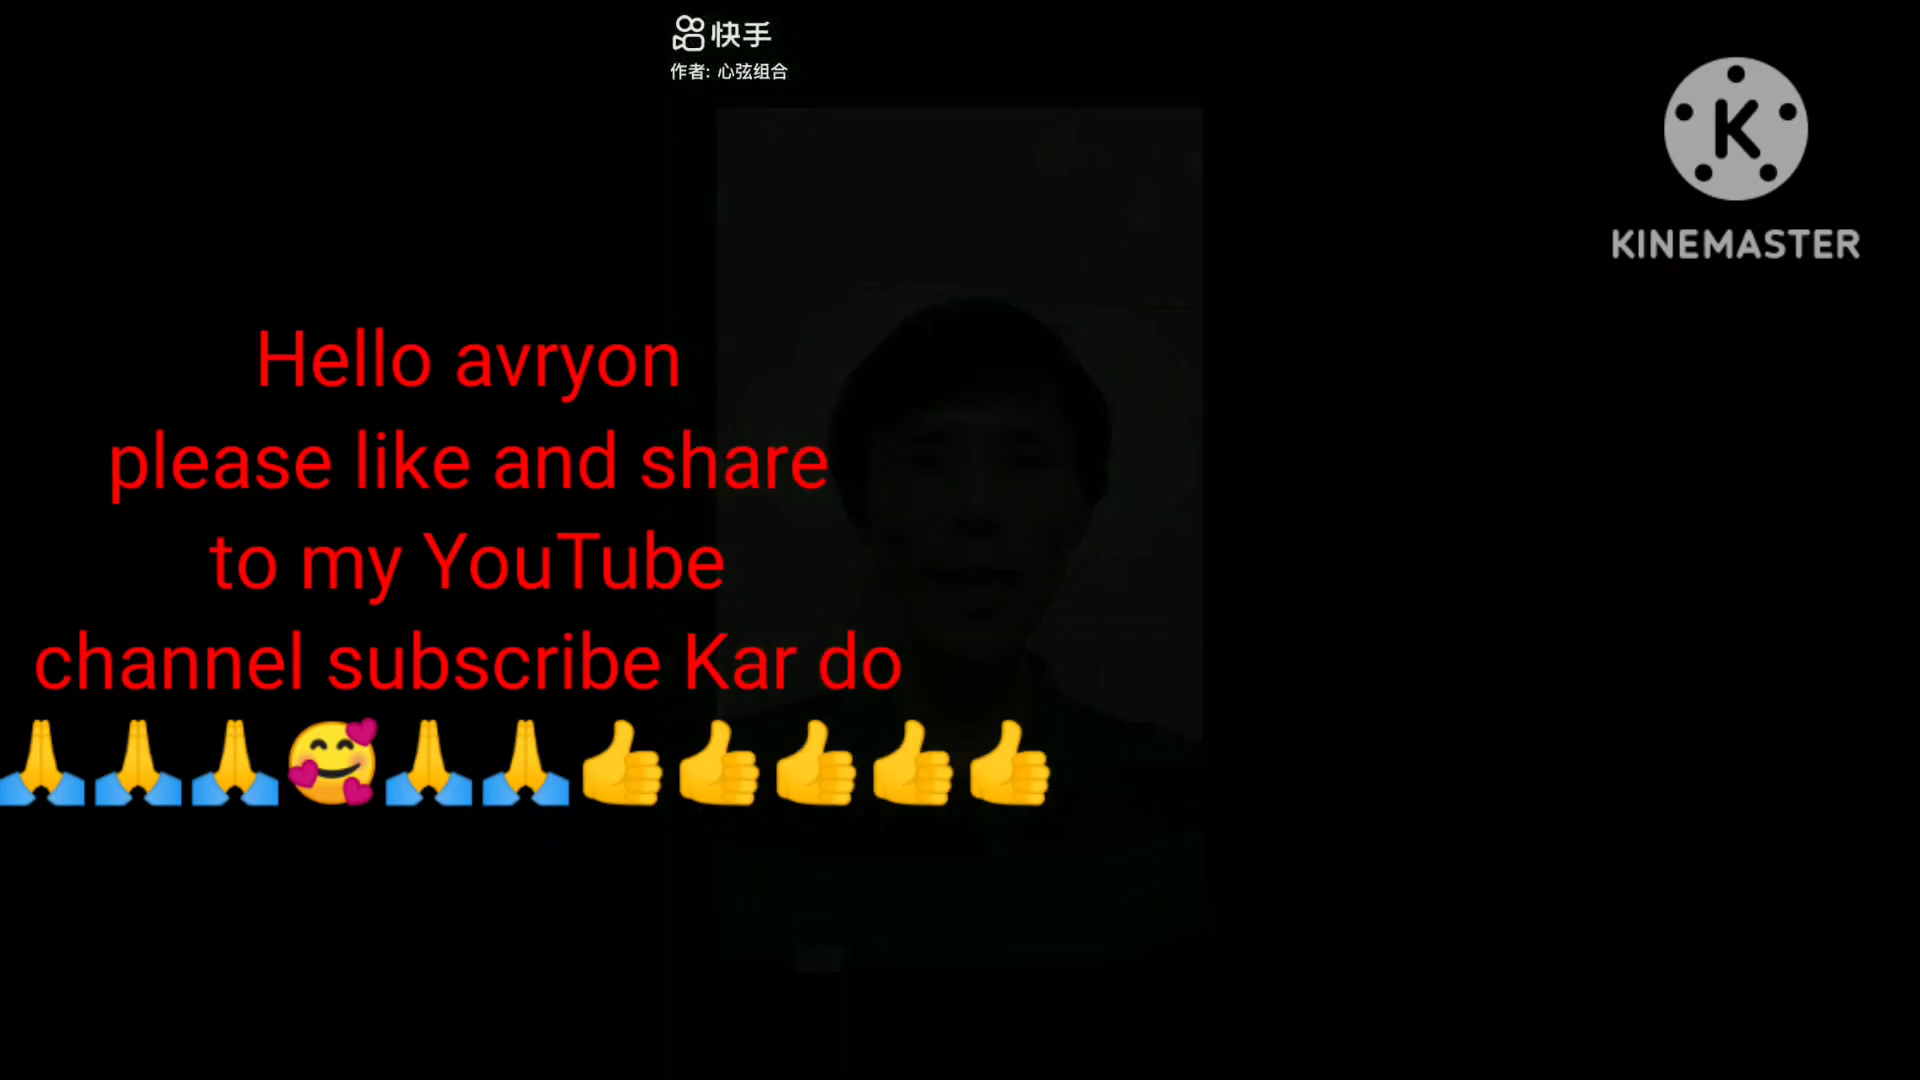 快手
作者: 心弦组合
K
KINEMASTER
Hello avryon
please like and share
to my YouTube
channel subscribe Kar do
🙏🙏🙏🥰🙏🙏👍👍👍👍👍